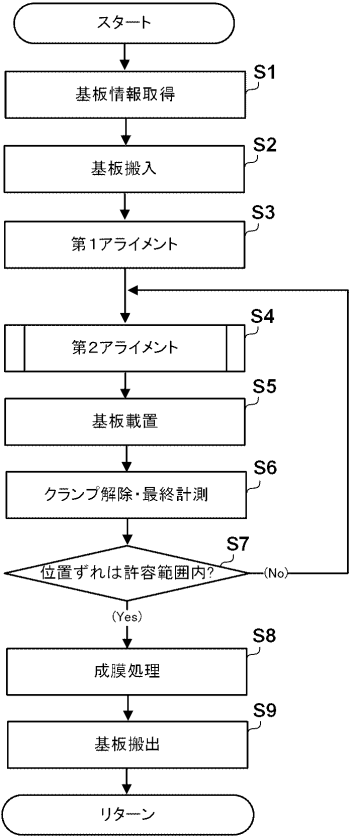 スタート
S1
基板情報取得
S2
基板搬入
S3
第1アライメント
S4
第2アライメント
S5
基板載置
S6
クランプ解除・最終計測
S7
位置ずれは許容範囲内?
(No)
(Yes)
S8
成膜処理
S9
基板搬出
リターン